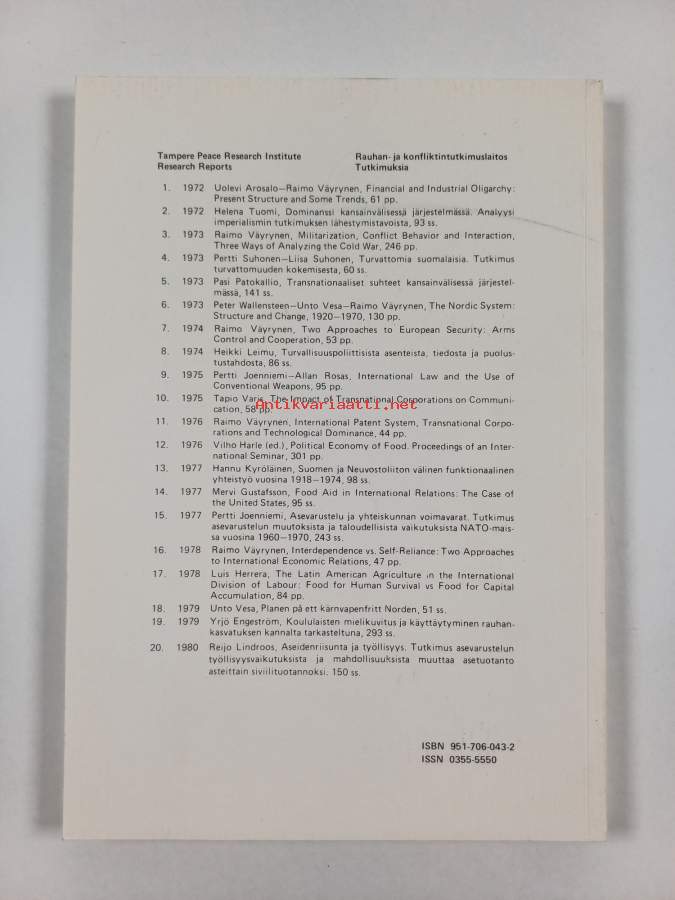 Tampere Peace Research Institute
Research Reports
Rauhan- ja konfliktintutkimuslaitos
Tutkimuksia
1. 1972 Uolevi Arosalo—Raimo Väyrynen, Financial and Industrial Oligarchy:
Present Structure and Some Trends, 61 pp.
2. 1972 Helena Tuomi, Dominanssi kansainvälisessä järjestelmässä. Analyysi
imperialismin tutkimuksen lähestymistavoista, 93 ss.
3. 1973 Raimo Väyrynen, Militarization, Conflict Behavior and Interaction,
Three Ways of Analyzing the Cold War, 246 pp.
4. 1973 Pertti Suhonen—Liisa Suhonen, Turvattomia suomalaisia. Tutkimus
turvattomuuden kokemisesta, 60 ss.
5. 1973 Pasi Patokallio, Transnationaaliset suhteet kansainvälisessä järjestel-
mässä, 141 ss.
6. 1973 Peter Wallensteen—Unto Vesa—Raimo Väyrynen, The Nordic System:
Structure and Change, 1920—1970, 130 pp.
7. 1974 Raimo Väyrynen, Two Approaches to European Security: Arms
Control and Cooperation, 53 pp.
8. 1974 Heikki Leimu, Turvallisuuspoliittisista asenteista, tiedosta ja puolus-
tustahdosta, 86 ss.
9. 1975 Pertti Joenniemi—Allan Rosas, International Law and the Use of
Conventional Weapons, 95 pp.
10. 1975 Tapio Varis, The Impact of Transnational Corporations on Communi-
cation, 58 pp.
Antikvariaatti.net
11. 1976 Raimo Väyrynen, International Patent System, Transnational Corpo-
rations and Technological Dominance, 44 pp.
12. 1976 Vilho Harle (ed.), Political Economy of Food. Proceedings of an Inter-
national Seminar, 301 pp.
13. 1977 Hannu Kyröläinen, Suomen ja Neuvostoliiton välinen funktionaalinen
yhteistyö vuosina 1918—1974, 98 ss.
14. 1977 Mervi Gustafsson, Food Aid in International Relations: The Case of
the United States, 95 ss.
15. 1977 Pertti Joenniemi, Asevarustelu ja yhteiskunnan voimavarat. Tutkimus
asevarustelun muutoksista ja taloudellisista vaikutuksista NATO-mais-
sa vuosina 1960—1970, 243 ss.
16. 1978 Raimo Väyrynen, Interdependence vs. Self-Reliance: Two Approaches
to International Economic Relations, 47 pp.
17. 1978 Luis Herrera, The Latin American Agriculture in the International
Division of Labour: Food for Human Survival vs Food for Capital
Accumulation, 84 pp.
18. 1979 Unto Vesa, Planen på ett kärnvapenfritt Norden, 51 ss.
19. 1979 Yrjö Engeström, Koululaisten mielikuvitus ja käyttäytyminen rauhan-
kasvatuksen kannalta tarkasteltuna, 293 ss.
20. 1980 Reijo Lindroos, Aseidenriisunta ja työllisyys. Tutkimus asevarustelun
työllisyysvaikutuksista ja mahdollisuuksista muuttaa asetuotanto
asteittain siviilituotannoksi. 150 ss.
ISBN 951-706-043-2
ISSN 0355-5550